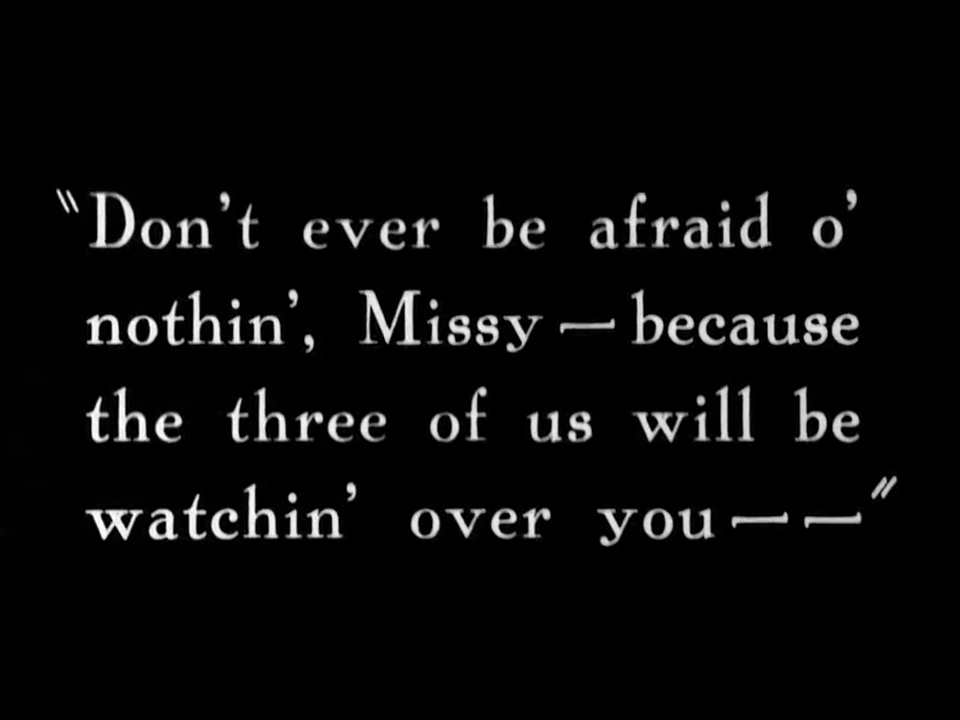 "Don't ever be afraid o'
nothin', Missy — because
the three of us will be
watchin' over you — —"